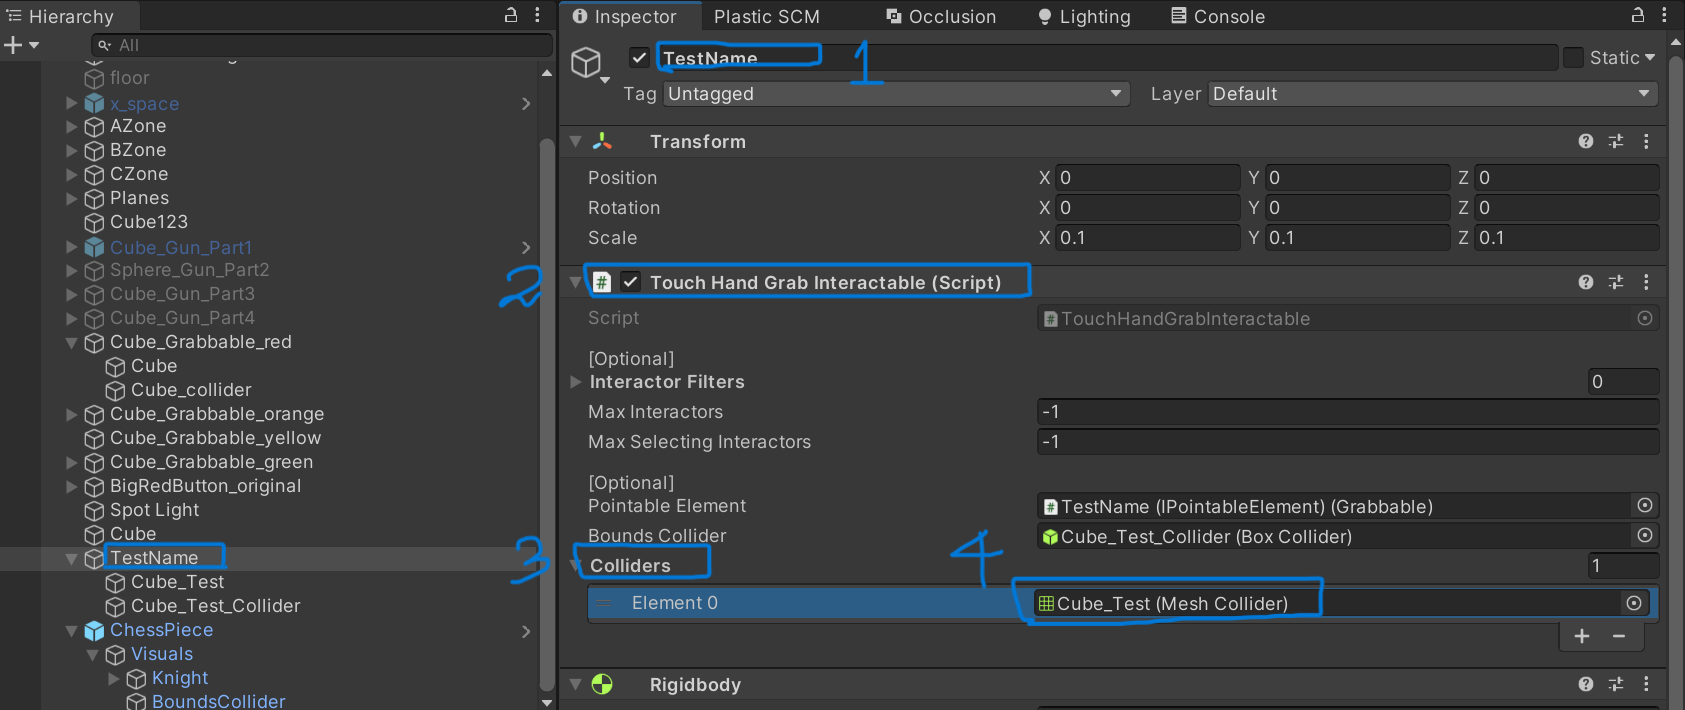 Hierarchy
All
floor
x_space
AZone
BZone
CZone
Planes
Cube123
Cube_Gun_Part1
Sphere_Gun_Part2
Cube_Gun_Part3
Cube_Gun_Part4
Cube_Grabbable_red
Cube
Cube_collider
Cube_Grabbable_orange
Cube_Grabbable_yellow
Cube_Grabbable_green
BigRedButton_original
Spot Light
Cube
TestName
Cube_Test
Cube_Test_Collider
ChessPiece
Visuals
Knight
BoundsCollider
2
3
Inspector Plastic SCM Occlusion Lighting Console
TestName 1 Static
Tag Untagged Layer Default
Transform
Position X 0 Y 0 Z 0
Rotation X 0 Y 0 Z 0
Scale X 0.1 Y 0.1 Z 0.1
# Touch Hand Grab Interactable (Script)
Script # TouchHandGrabInteractable
[Optional]
Interactor Filters 0
Max Interactors -1
Max Selecting Interactors -1
[Optional]
Pointable Element # TestName (IPointableElement) (Grabbable)
Bounds Collider Cube_Test_Collider (Box Collider)
Colliders 4 1
Element 0 Cube_Test (Mesh Collider)
+ −
Rigidbody